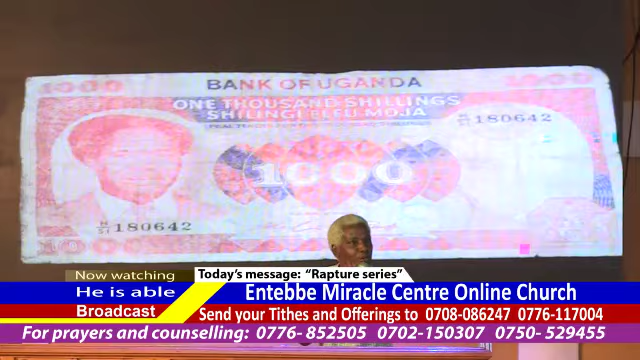 1000
BANK OF UGANDA
1000
ONE THOUSAND SHILLINGS
SHILINGI ELFU MOJA
180642
1000
180642
Now watching
Today's message: "Rapture series"
He is able
Entebbe Miracle Centre Online Church
Broadcast
Send your Tithes and Offerings to 0708-086247 0776-117004
For prayers and counselling: 0776- 852505 0702-150307 0750- 529455